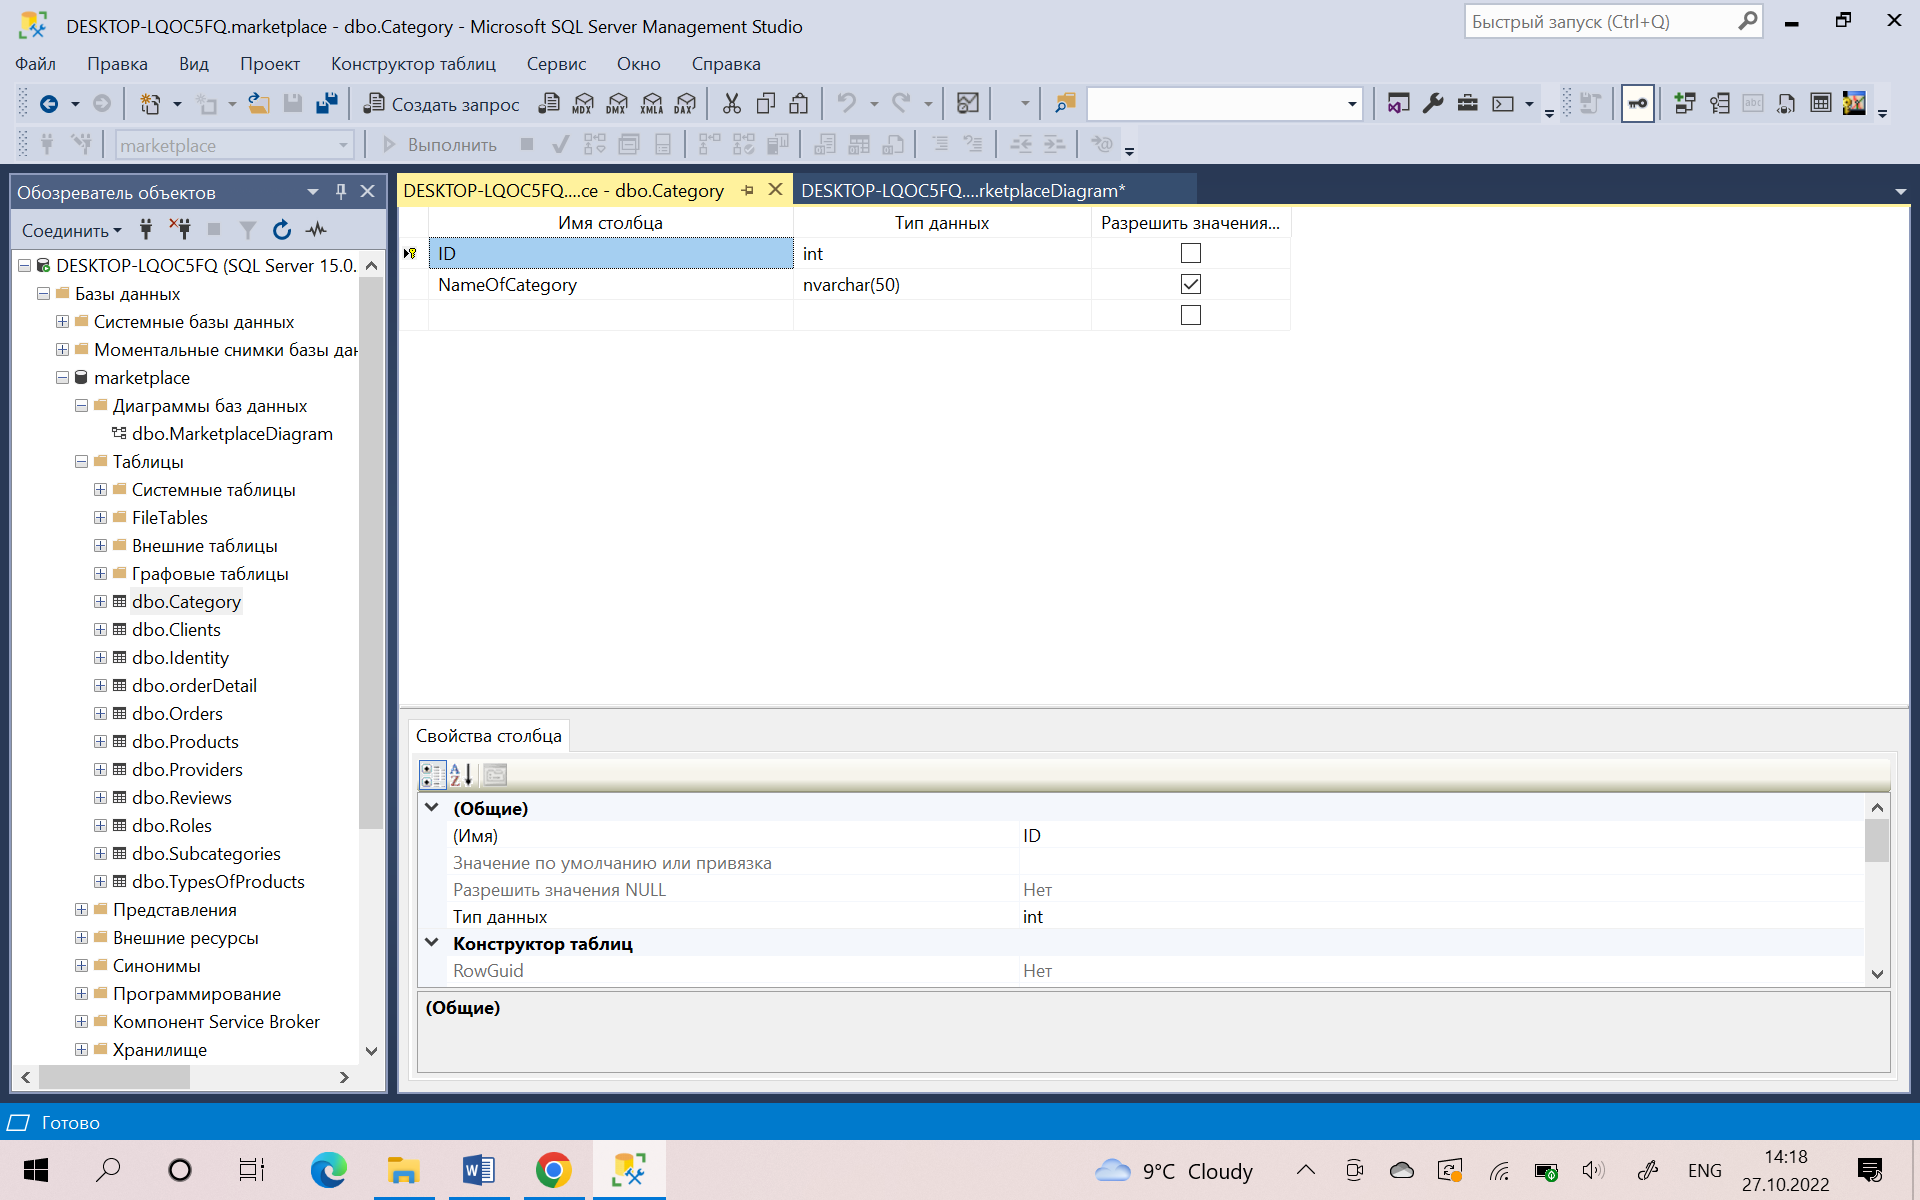 DESKTOP-LQOC5FQ.marketplace - dbo.Category - Microsoft SQL Server Management Studio
Быстрый запуск (Ctrl+Q)
Файл Правка Вид Проект Конструктор таблиц Сервис Окно Справка
Создать запрос MDX DMX XMLA DAX abc
marketplace Выполнить
Обозреватель объектов
Соединить
DESKTOP-LQOC5FQ (SQL Server 15.0.
Базы данных
Системные базы данных
Моментальные снимки базы дан
marketplace
Диаграммы баз данных
dbo.MarketplaceDiagram
Таблицы
Системные таблицы
FileTables
Внешние таблицы
Графовые таблицы
dbo.Category
dbo.Clients
dbo.Identity
dbo.orderDetail
dbo.Orders
dbo.Products
dbo.Providers
dbo.Reviews
dbo.Roles
dbo.Subcategories
dbo.TypesOfProducts
Представления
Внешние ресурсы
Синонимы
Программирование
Компонент Service Broker
Хранилище
DESKTOP-LQOC5FQ....ce - dbo.Category DESKTOP-LQOC5FQ....rketplaceDiagram*
Имя столбца Тип данных Разрешить значения...
ID int
NameOfCategory nvarchar(50)
Свойства столбца
(Общие)
(Имя) ID
Значение по умолчанию или привязка
Разрешить значения NULL Нет
Тип данных int
Конструктор таблиц
RowGuid Нет
(Общие)
Готово
9°C Cloudy ENG 14:18
27.10.2022